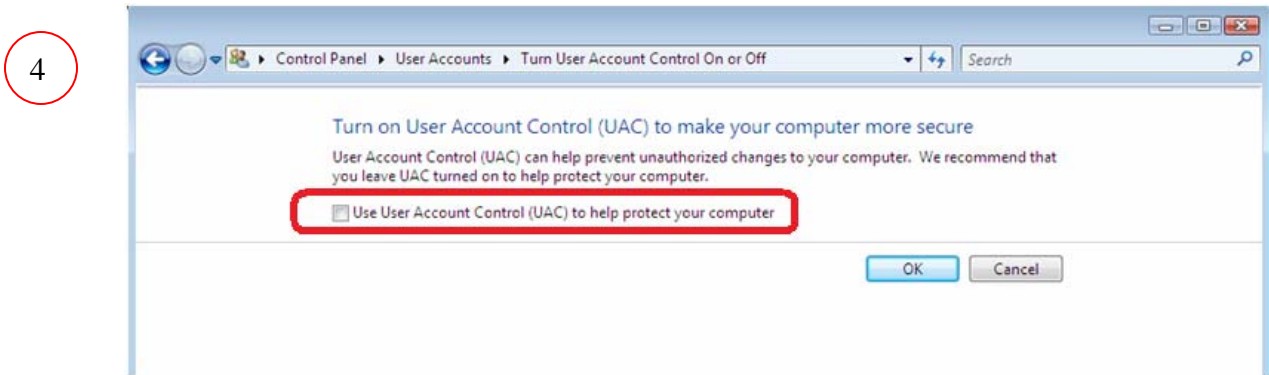 4
Control Panel User Accounts Turn User Account Control On or Off Search
Turn on User Account Control (UAC) to make your computer more secure
User Account Control (UAC) can help prevent unauthorized changes to your computer. We recommend that
you leave UAC turned on to help protect your computer.
Use User Account Control (UAC) to help protect your computer
OK Cancel